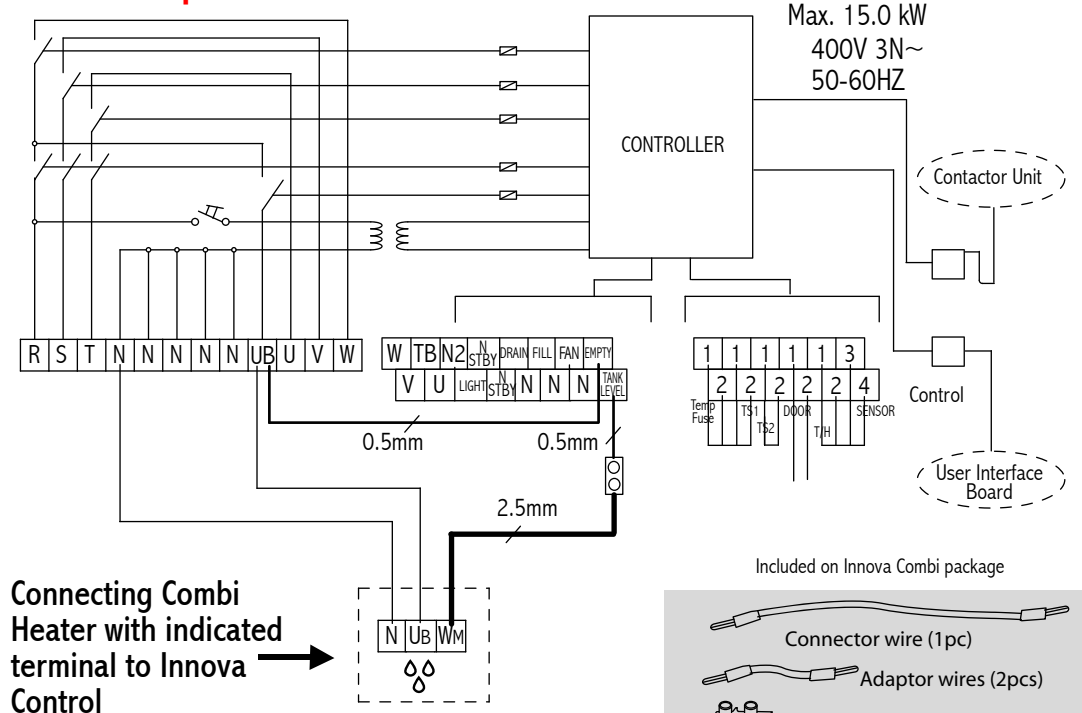 Max. 15.0 kW
400V 3N~
50-60HZ
CONTROLLER
Contactor Unit
R S T N N N N N UB U V W
W TB N2 N STBY DRAIN FILL FAN EMPTY
V U LIGHT N STBY N N N TANK LEVEL
1 1 1 1 1 3
2 2 2 2 2 4
Temp Fuse
TS1
TS2
DOOR
T/H
SENSOR
Control
0.5mm
0.5mm
User Interface
Board
2.5mm
Included on Innova Combi package
Connecting Combi
Heater with indicated
terminal to Innova
Control
N UB WM
Connector wire (1pc)
Adaptor wires (2pcs)